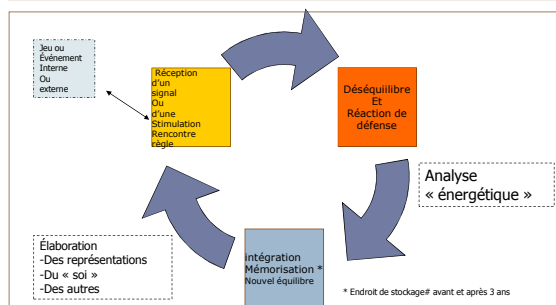 Jeu ou
Événement
Interne
Ou
externe
Réception
d'un
signal
Ou
d'une
Stimulation
Rencontre
règle
Déséquiilibre
Et
Réaction de
défense
Analyse
« énergétique »
intégration
Mémorisation *
Nouvel équilibre
* Endroit de stockage# avant et après 3 ans
Élaboration
-Des représentations
-Du « soi »
-Des autres